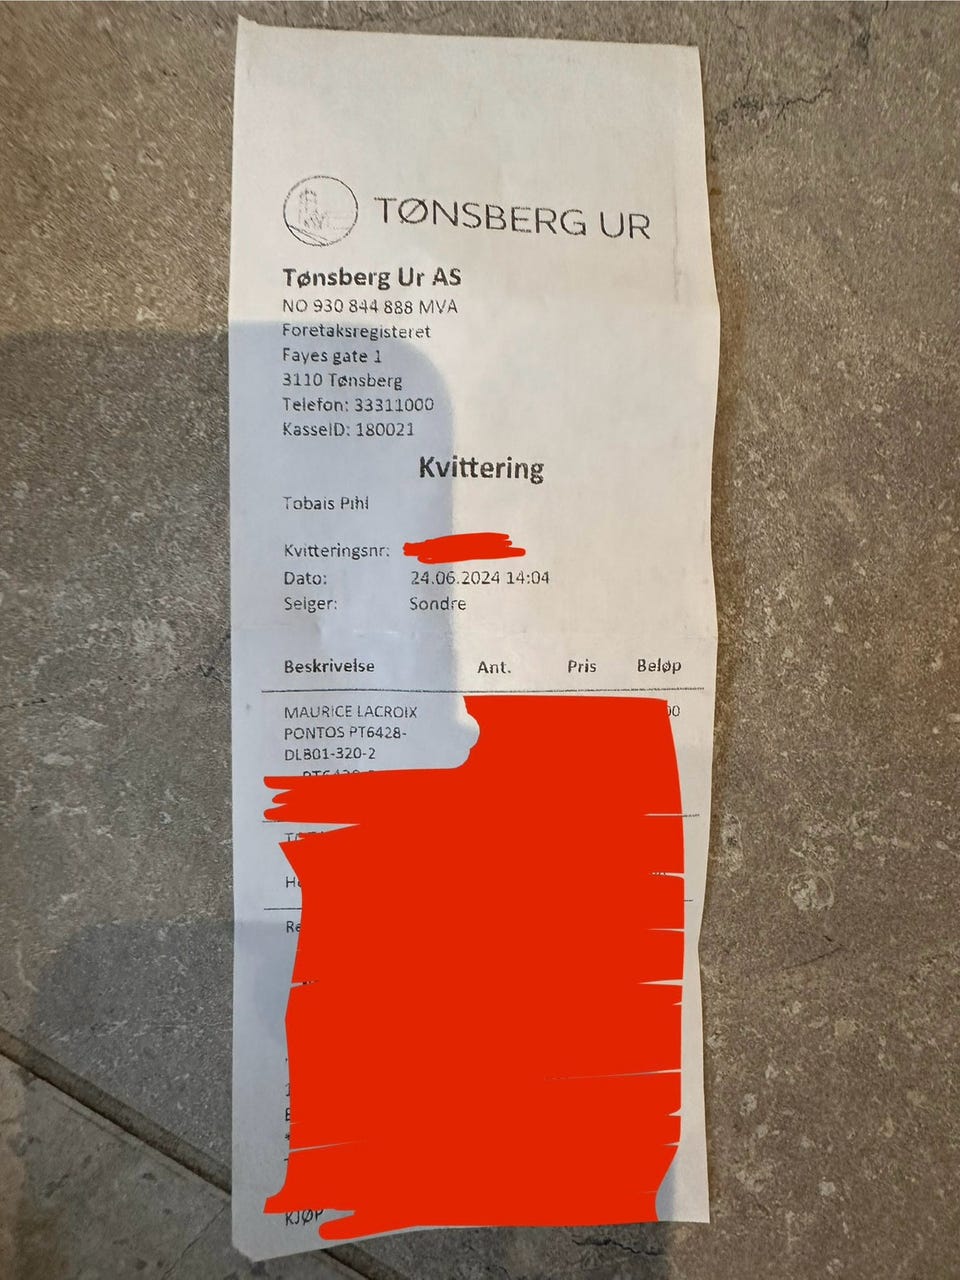 TØNSBERG UR
Tønsberg Ur AS
NO 930 844 888 MVA
Foretaksregisteret
Fayes gate 1
3110 Tønsberg
Telefon: 33311000
KasseID: 180021
Kvittering
Tobais Pihl
Kvitteringsnr:
Dato: 24.06.2024 14:04
Selger: Sondre
Beskrivelse Ant. Pris Beløp
MAURICE LACROIX
PONTOS PT6428-
DLB01-320-2
KJØP